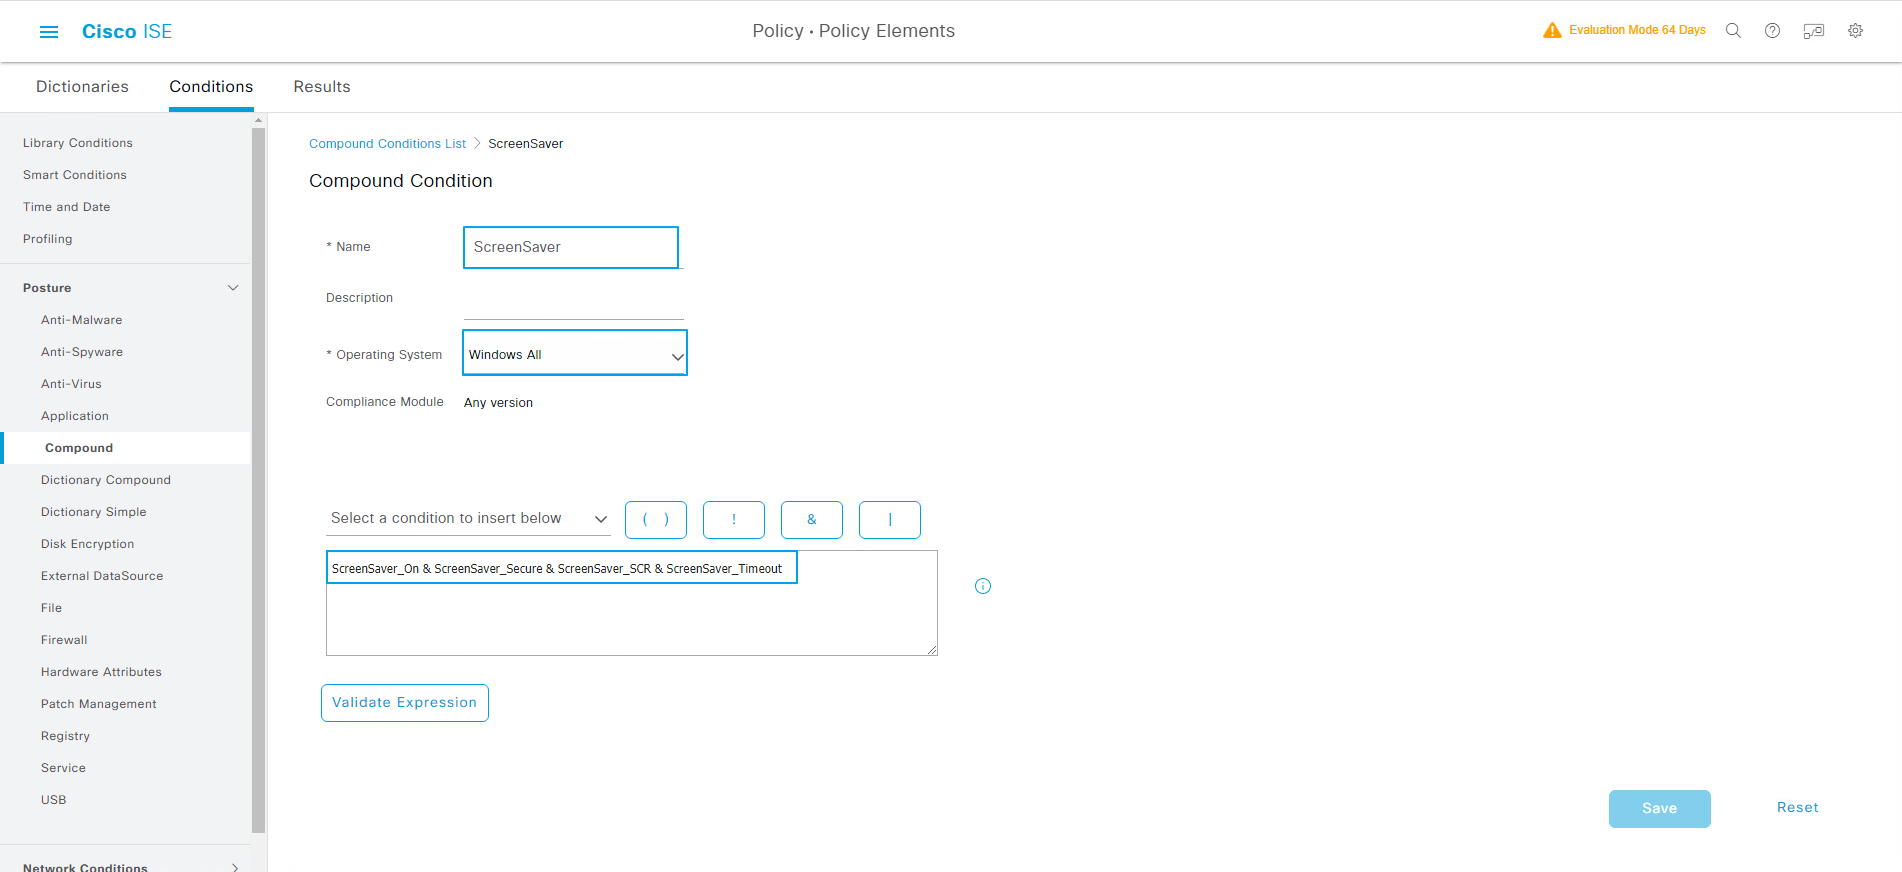 Cisco ISE
Policy · Policy Elements
Evaluation Mode 64 Days
Dictionaries
Conditions
Results
Library Conditions
Smart Conditions
Time and Date
Profiling
Posture
Anti-Malware
Anti-Spyware
Anti-Virus
Application
Compound
Dictionary Compound
Dictionary Simple
Disk Encryption
External DataSource
File
Firewall
Hardware Attributes
Patch Management
Registry
Service
USB
Network Conditions
Compound Conditions List > ScreenSaver
Compound Condition
* Name
ScreenSaver
Description
* Operating System
Windows All
Compliance Module
Any version
Select a condition to insert below
( )
!
&
|
ScreenSaver_On & ScreenSaver_Secure & ScreenSaver_SCR & ScreenSaver_Timeout
Validate Expression
Save
Reset